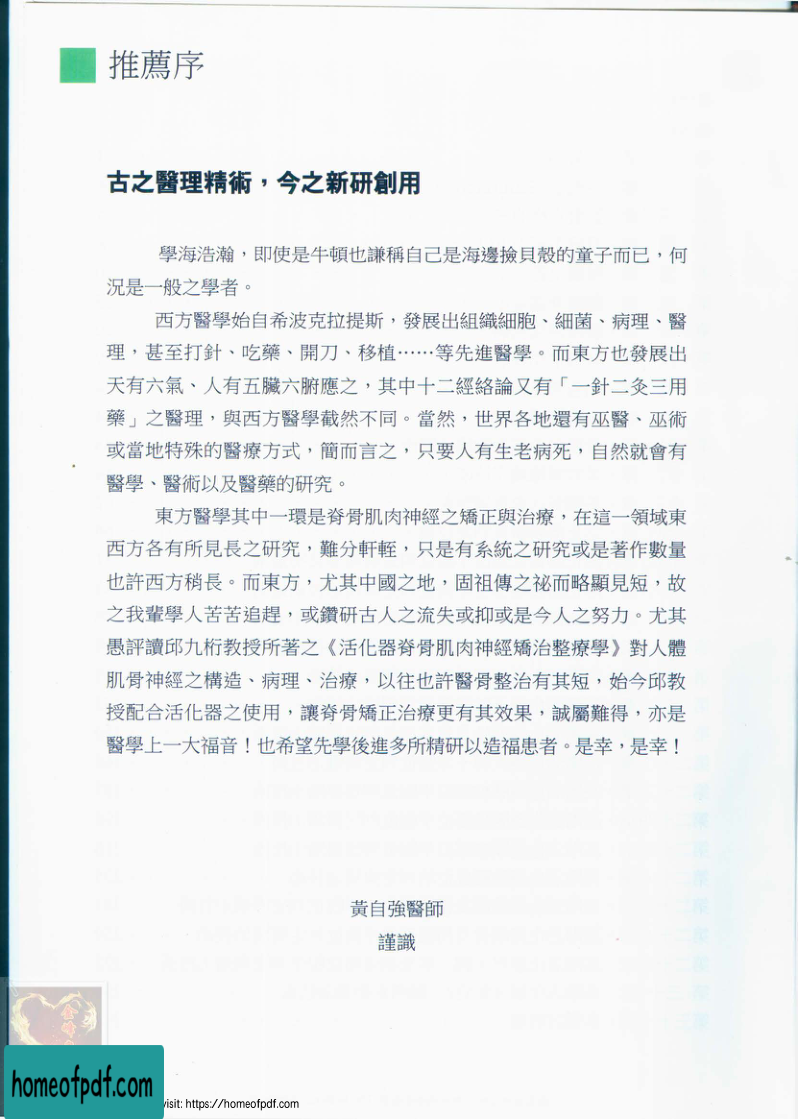 推薦序
古之醫理精術，今之新研創用
學海浩瀚，即使是牛頓也謙稱自己是海邊撿貝殼的童子而已，何
況是一般之學者。
西方醫學始自希波克拉提斯，發展出組織細胞、細菌、病理、醫
理，甚至打針、吃藥、開刀、移植……等先進醫學。而東方也發展出
天有六氣、人有五臟六腑應之，其中十二經絡論又有「一針二灸三用
藥」之醫理，與西方醫學截然不同。當然，世界各地還有巫醫、巫術
或當地特殊的醫療方式，簡而言之，只要人有生老病死，自然就會有
醫學、醫術以及醫藥的研究。
東方醫學其中一環是脊骨肌肉神經之矯正與治療，在這一領域東
西方各有所見長之研究，難分軒輊，只是有系統之研究或是著作數量
也許西方稍長。而東方，尤其中國之地，固祖傳之祕而略顯見短，故
之我輩學人苦苦追趕，或鑽研古人之流失或抑或是今人之努力。尤其
愚評讀邱九桁教授所著之《活化器脊骨肌肉神經矯治整療學》對人體
肌骨神經之構造、病理、治療，以往也許醫骨整治有其短，始今邱教
授配合活化器之使用，讓脊骨矯正治療更有其效果，誠屬難得，亦是
醫學上一大福音！也希望先學後進多所精研以造福患者。是幸，是幸！
黃自強醫師
謹識
homeofpdf.com
visit: https://homeofpdf.com